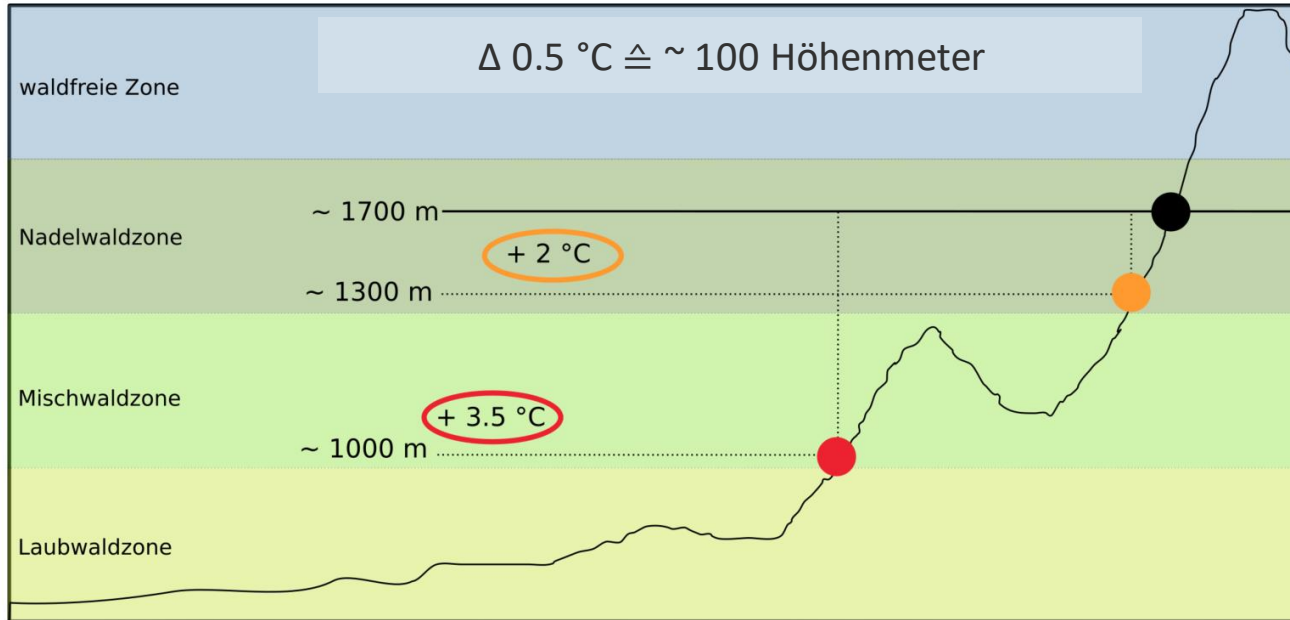 Δ 0.5 °C ≙ ~ 100 Höhenmeter
waldfreie Zone
~ 1700 m
Nadelwaldzone
+ 2 °C
~ 1300 m
Mischwaldzone
+ 3.5 °C
~ 1000 m
Laubwaldzone